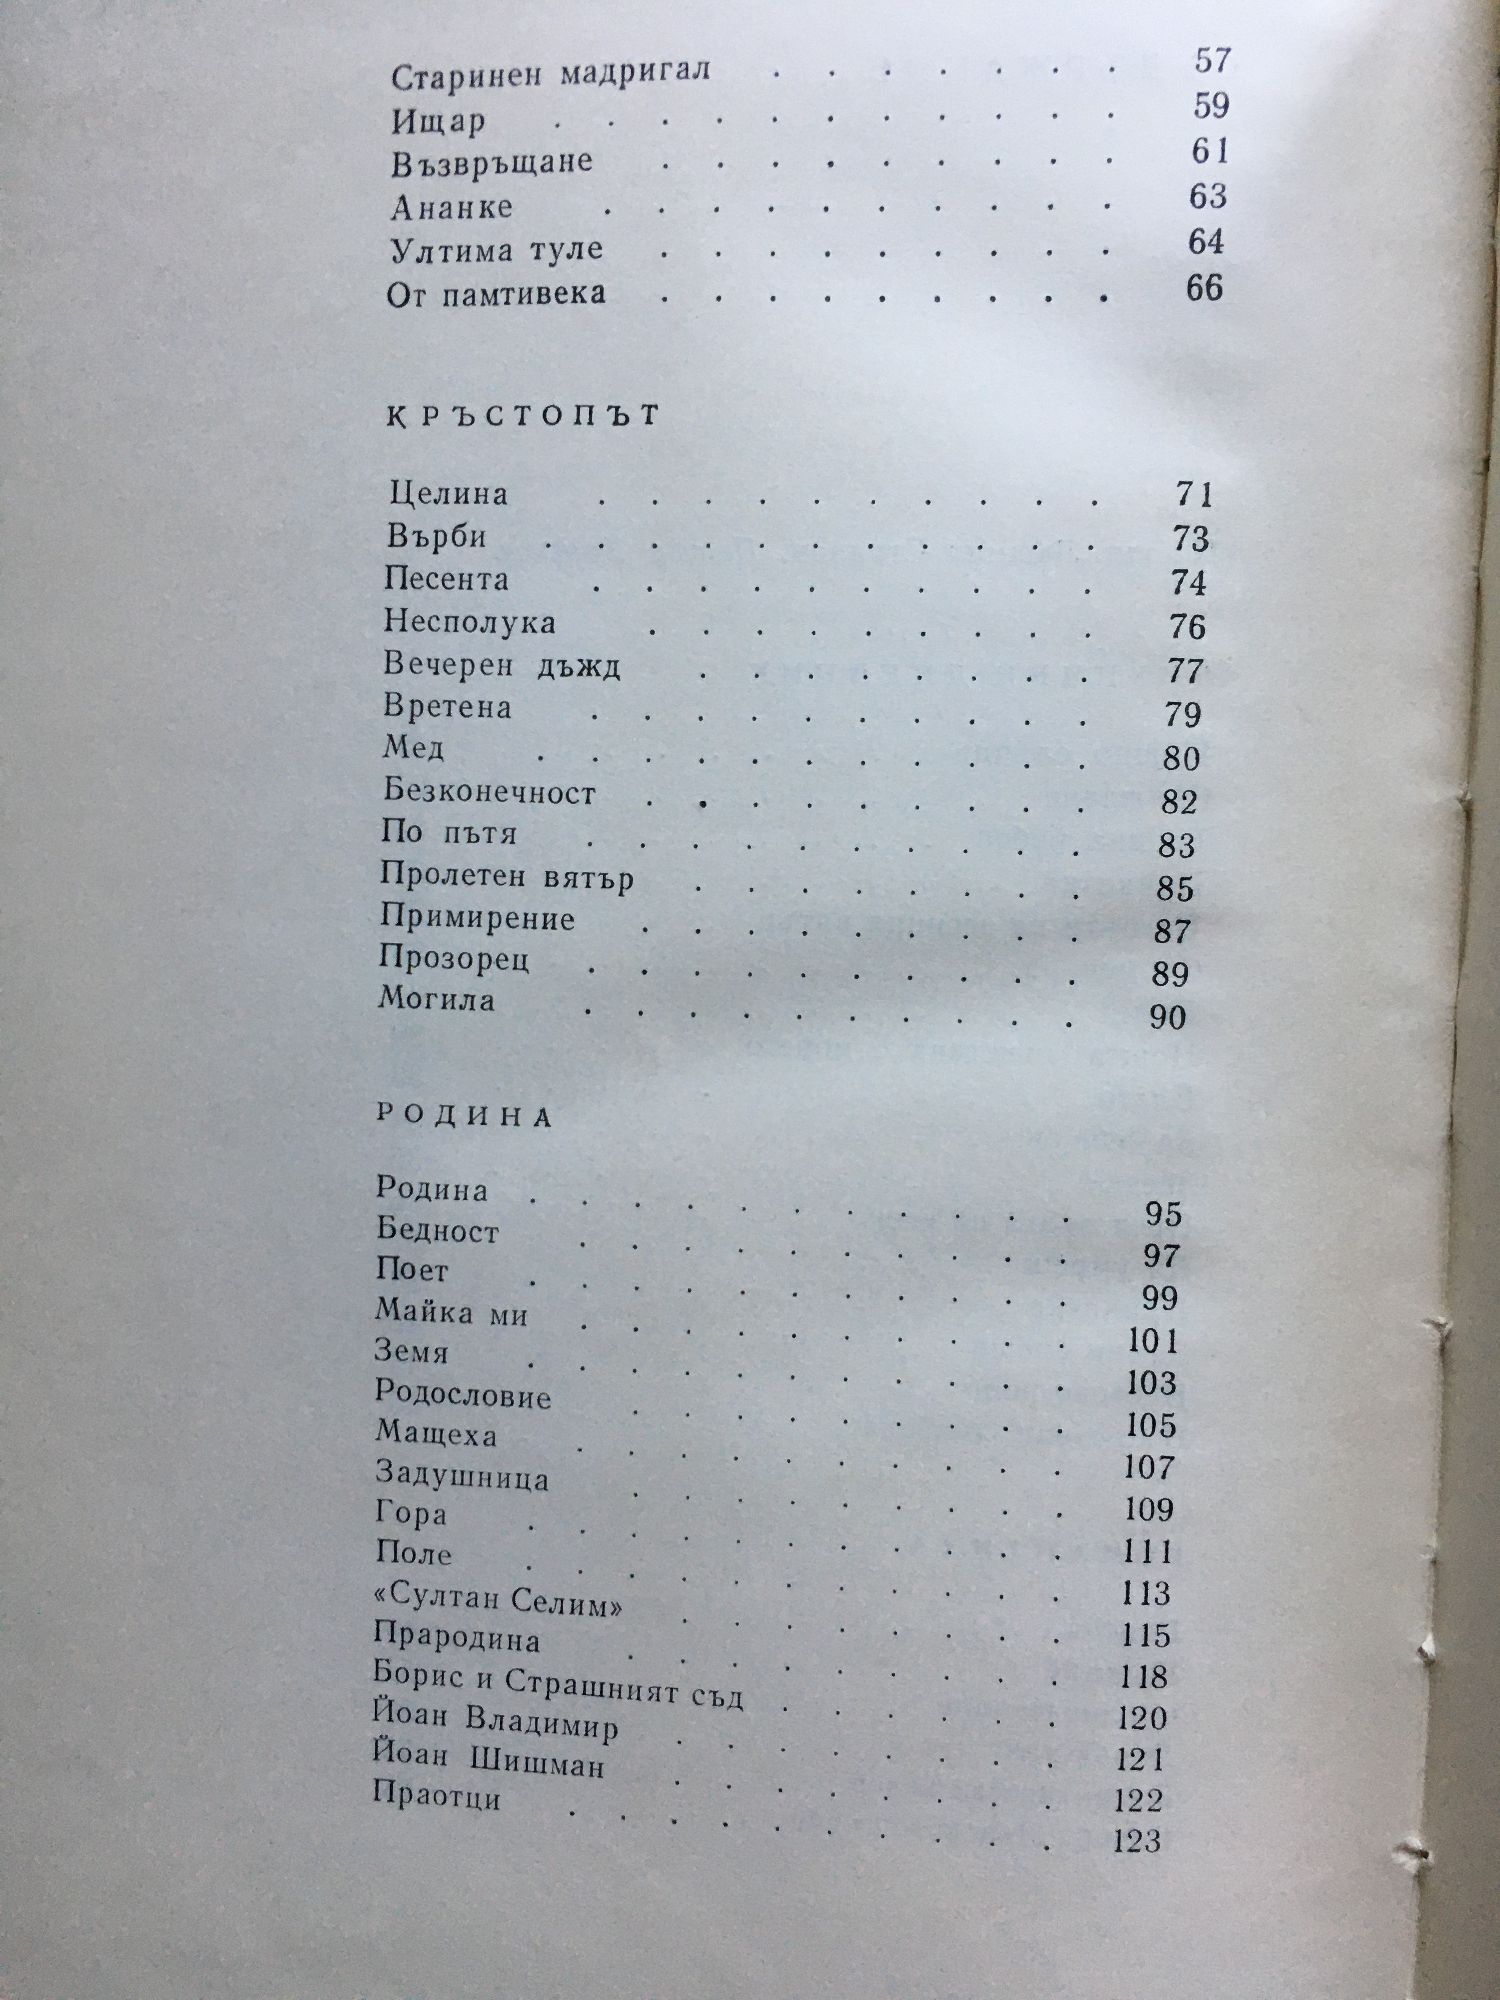 Старинен мадригал . . . . . . . 57
Ищар . . . . . . . . . . . 59
Възвръщане . . . . . . . . . 61
Ананке . . . . . . . . . . 63
Ултима туле . . . . . . . . . 64
От памтивека . . . . . . . . . 66
КРЪСТОПЪТ
Целина . . . . . . . . . . 71
Върби . . . . . . . . . . . 73
Песента . . . . . . . . . . 74
Несполука . . . . . . . . . 76
Вечерен дъжд . . . . . . . . 77
Вретена . . . . . . . . . . 79
Мед . . . . . . . . . . . 80
Безконечност . . . . . . . . . 82
По пътя . . . . . . . . . . 83
Пролетен вятър . . . . . . . . 85
Примирение . . . . . . . . . 87
Прозорец . . . . . . . . . . 89
Могила . . . . . . . . . . 90
РОДИНА
Родина . . . . . . . . . . . 95
Бедност . . . . . . . . . . 97
Поет . . . . . . . . . . . 99
Майка ми . . . . . . . . . . 101
Земя . . . . . . . . . . . 103
Родословие . . . . . . . . . 105
Мащеха . . . . . . . . . . 107
Задушница . . . . . . . . . 109
Гора . . . . . . . . . . . 111
Поле . . . . . . . . . . . 113
«Султан Селим» . . . . . . . . 115
Прародина . . . . . . . . . 118
Борис и Страшният съд . . . . . . 120
Йоан Владимир . . . . . . . . 121
Йоан Шишман . . . . . . . . 122
Праотци . . . . . . . . . . 123